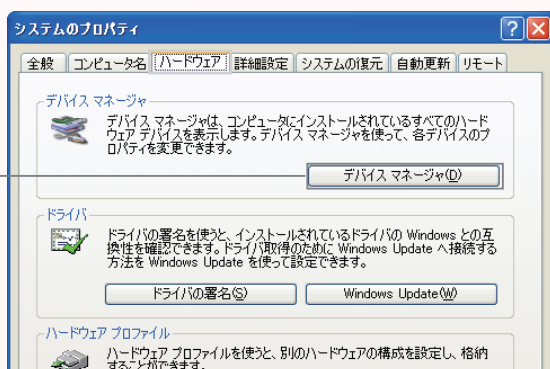 システムのプロパティ
全般 コンピュータ名 ハードウェア 詳細設定 システムの復元 自動更新 リモート
デバイス マネージャ
デバイス マネージャは、コンピュータにインストールされているすべてのハード
ウェア デバイスを表示します。デバイス マネージャを使って、各デバイスのプ
ロパティを変更できます。
デバイス マネージャ(D)
ドライバ
ドライバの署名を使うと、インストールされているドライバの Windows との互
換性を確認できます。ドライバ取得のために Windows Update へ接続する
方法を Windows Update を使って設定できます。
ドライバの署名(S) Windows Update(W)
ハードウェア プロファイル
ハードウェア プロファイルを使うと、別のハードウェアの構成を設定し、格納
することができます。